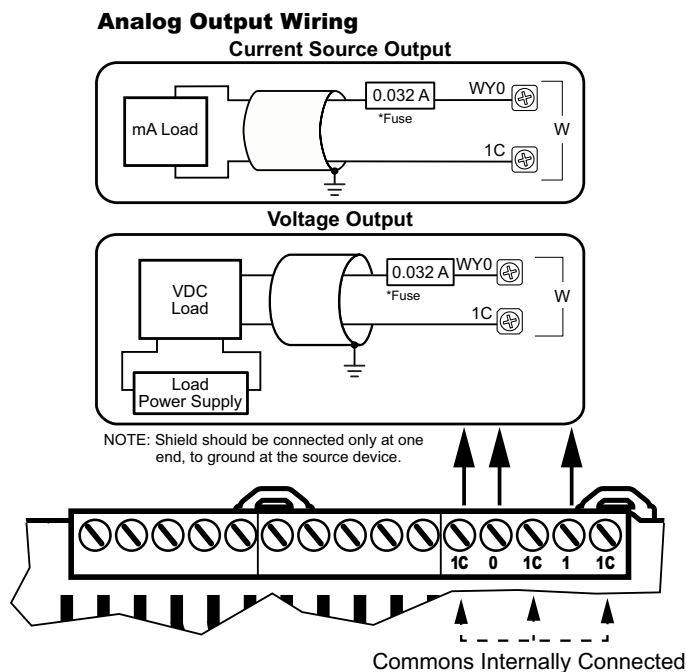 Analog Output Wiring
Current Source Output
mA Load
0.032 A
*Fuse
WY0
1C
W
Voltage Output
VDC
Load
0.032 A
*Fuse
WY0
1C
W
Load
Power Supply
NOTE: Shield should be connected only at one
end, to ground at the source device.
1C 0 1C 1 1C
Commons Internally Connected